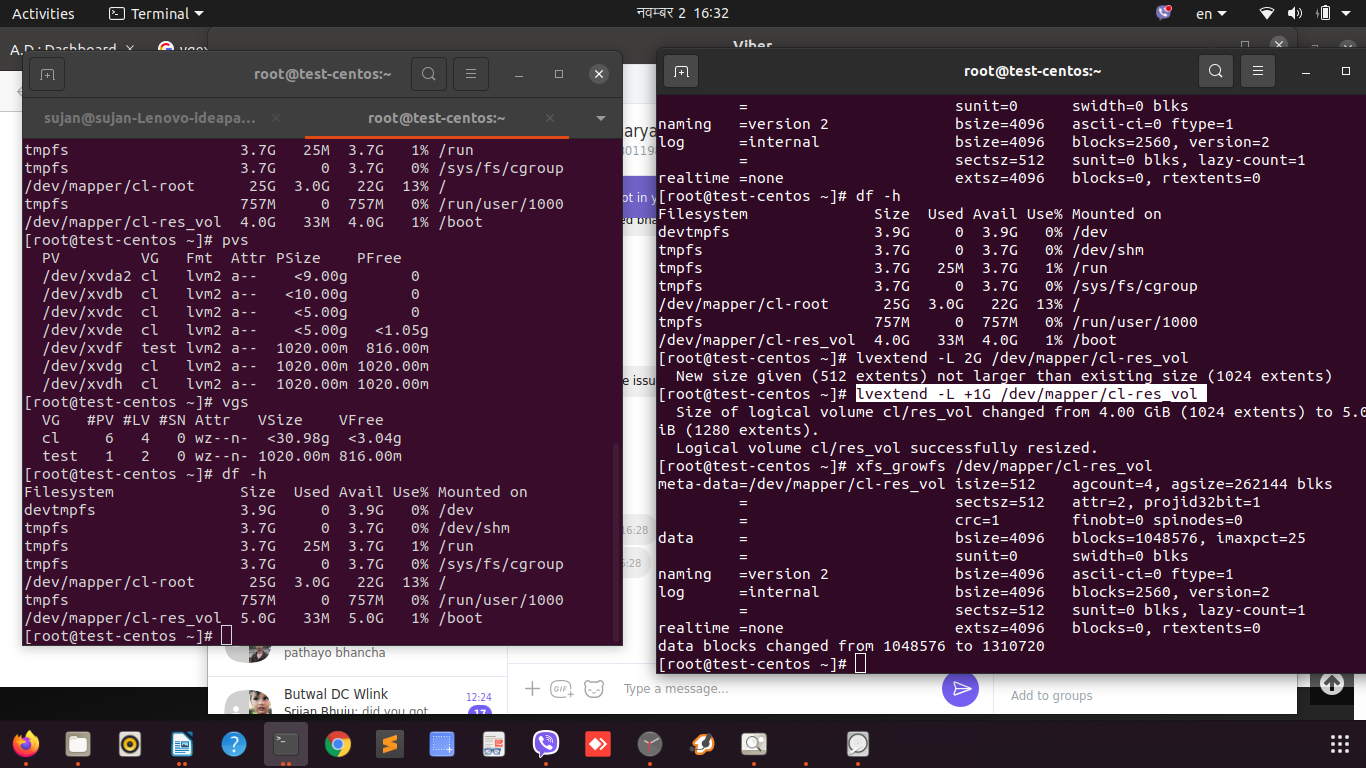 Activities
Terminal
नवम्बर 2 16:32
en
A.D.: Dashboard
Viber
root@test-centos:~
sujan@sujan-Lenovo-ideapa...
root@test-centos:~
tmpfs 3.7G 25M 3.7G 1% /run
tmpfs 3.7G 0 3.7G 0% /sys/fs/cgroup
/dev/mapper/cl-root 25G 3.0G 22G 13% /
tmpfs 757M 0 757M 0% /run/user/1000
/dev/mapper/cl-res_vol 4.0G 33M 4.0G 1% /boot
[root@test-centos ~]# pvs
PV VG Fmt Attr PSize PFree
/dev/xvda2 cl lvm2 a-- <9.00g 0
/dev/xvdb cl lvm2 a-- <10.00g 0
/dev/xvdc cl lvm2 a-- <5.00g 0
/dev/xvde cl lvm2 a-- <5.00g <1.05g
/dev/xvdf test lvm2 a-- 1020.00m 816.00m
/dev/xvdg cl lvm2 a-- 1020.00m 1020.00m
/dev/xvdh cl lvm2 a-- 1020.00m 1020.00m
[root@test-centos ~]# vgs
VG #PV #LV #SN Attr VSize VFree
cl 6 4 0 wz--n- <30.98g <3.04g
test 1 2 0 wz--n- 1020.00m 816.00m
[root@test-centos ~]# df -h
Filesystem Size Used Avail Use% Mounted on
devtmpfs 3.9G 0 3.9G 0% /dev
tmpfs 3.7G 0 3.7G 0% /dev/shm
tmpfs 3.7G 25M 3.7G 1% /run
tmpfs 3.7G 0 3.7G 0% /sys/fs/cgroup
/dev/mapper/cl-root 25G 3.0G 22G 13% /
tmpfs 757M 0 757M 0% /run/user/1000
/dev/mapper/cl-res_vol 5.0G 33M 5.0G 1% /boot
[root@test-centos ~]#
root@test-centos:~
= sunit=0 swidth=0 blks
naming =version 2 bsize=4096 ascii-ci=0 ftype=1
log =internal bsize=4096 blocks=2560, version=2
= sectsz=512 sunit=0 blks, lazy-count=1
realtime =none extsz=4096 blocks=0, rtextents=0
[root@test-centos ~]# df -h
Filesystem Size Used Avail Use% Mounted on
devtmpfs 3.9G 0 3.9G 0% /dev
tmpfs 3.7G 0 3.7G 0% /dev/shm
tmpfs 3.7G 25M 3.7G 1% /run
tmpfs 3.7G 0 3.7G 0% /sys/fs/cgroup
/dev/mapper/cl-root 25G 3.0G 22G 13% /
tmpfs 757M 0 757M 0% /run/user/1000
/dev/mapper/cl-res_vol 4.0G 33M 4.0G 1% /boot
[root@test-centos ~]# lvextend -L 2G /dev/mapper/cl-res_vol
New size given (512 extents) not larger than existing size (1024 extents)
[root@test-centos ~]# lvextend -L +1G /dev/mapper/cl-res_vol
Size of logical volume cl/res_vol changed from 4.00 GiB (1024 extents) to 5.0
iB (1280 extents).
Logical volume cl/res_vol successfully resized.
[root@test-centos ~]# xfs_growfs /dev/mapper/cl-res_vol
meta-data=/dev/mapper/cl-res_vol isize=512 agcount=4, agsize=262144 blks
= sectsz=512 attr=2, projid32bit=1
= crc=1 finobt=0 spinodes=0
data = bsize=4096 blocks=1048576, imaxpct=25
= sunit=0 swidth=0 blks
naming =version 2 bsize=4096 ascii-ci=0 ftype=1
log =internal bsize=4096 blocks=2560, version=2
= sectsz=512 sunit=0 blks, lazy-count=1
realtime =none extsz=4096 blocks=0, rtextents=0
data blocks changed from 1048576 to 1310720
[root@test-centos ~]#
pathayo bhancha
Butwal DC Wlink 12:24
Srijan Bhuju: did you got 17
GIF
Type a message...
Add to groups